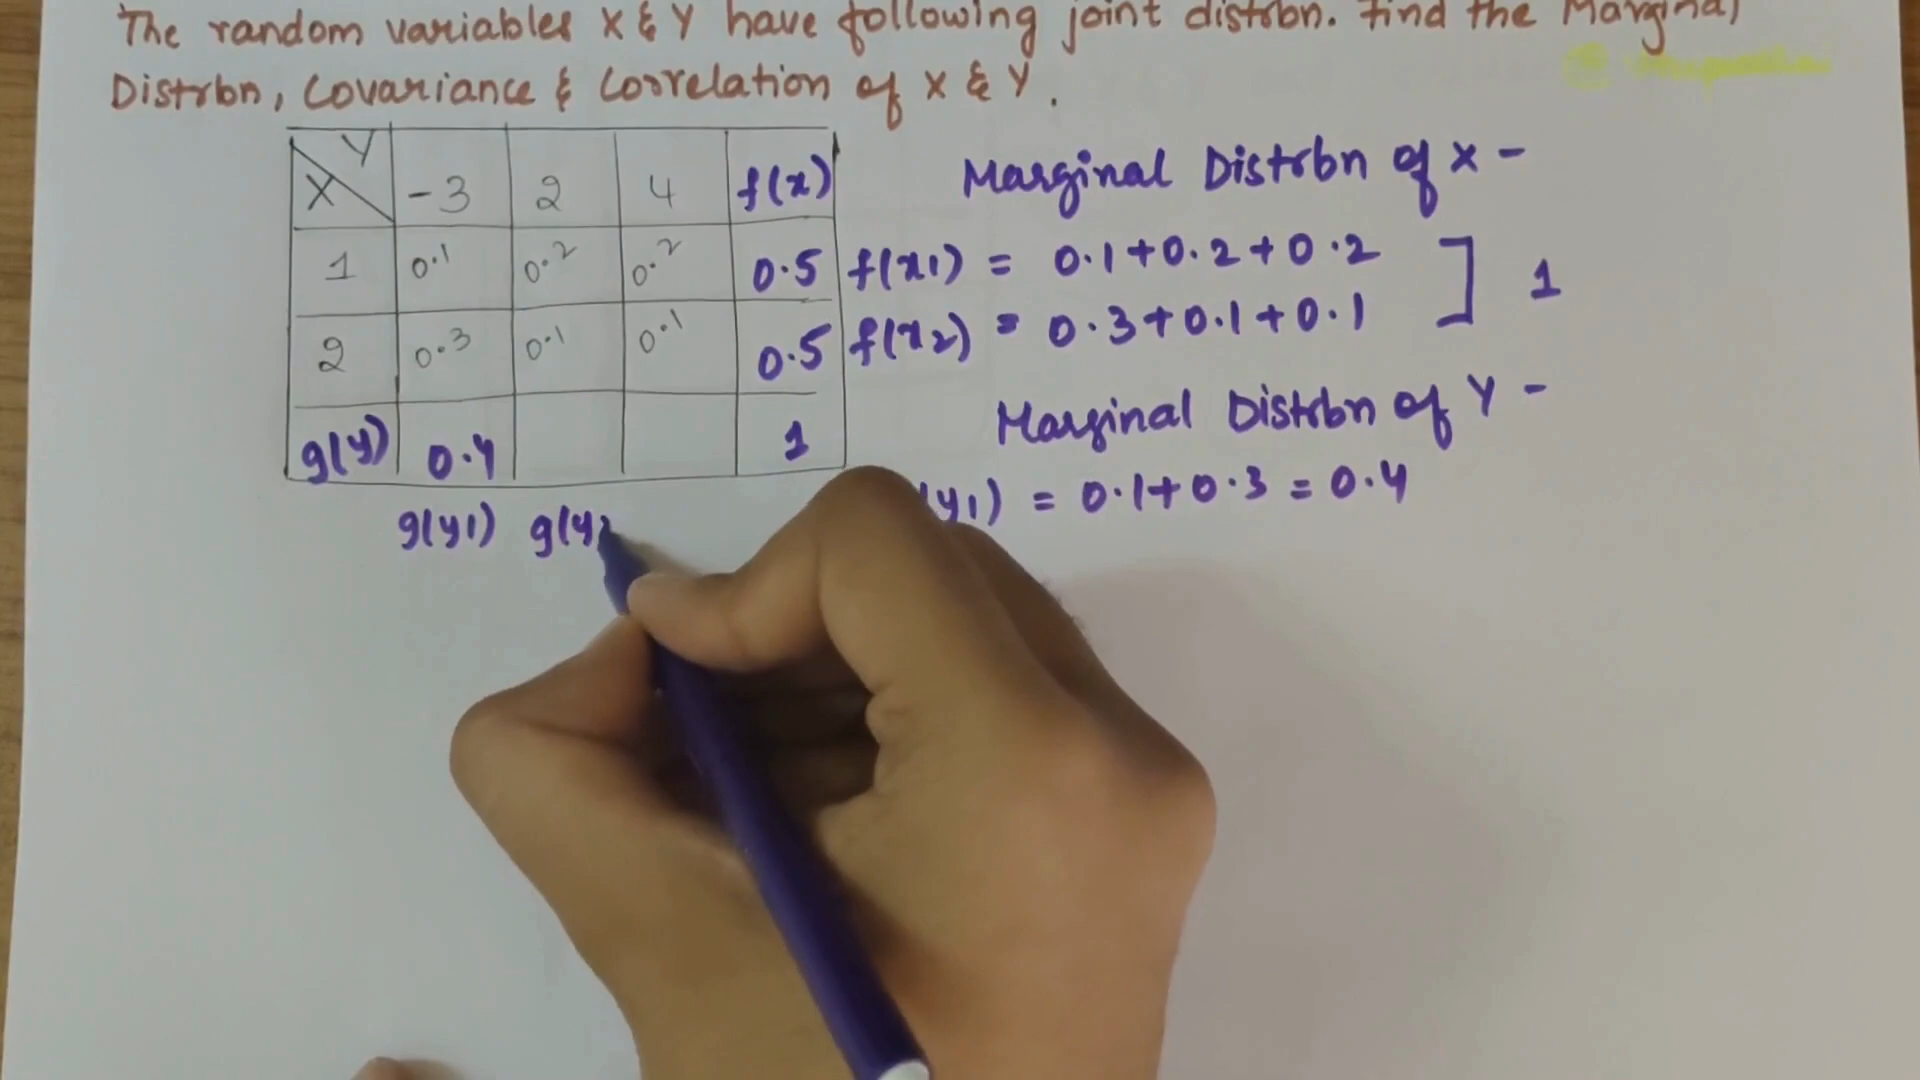 The random variables X & Y have following joint distrbn. Find the Marginal
Distrbn, Covariance & Correlation of X & Y.
X Y -3 2 4 f(x)
1 0.1 0.2 0.2 0.5
2 0.3 0.1 0.1 0.5
g(y) 0.4 1
g(y1) g(y
Marginal Distrbn of X -
f(x1) = 0.1+0.2+0.2
f(x2) = 0.3+0.1+0.1
] 1
Marginal Distrbn of Y -
(y1) = 0.1+0.3 = 0.4